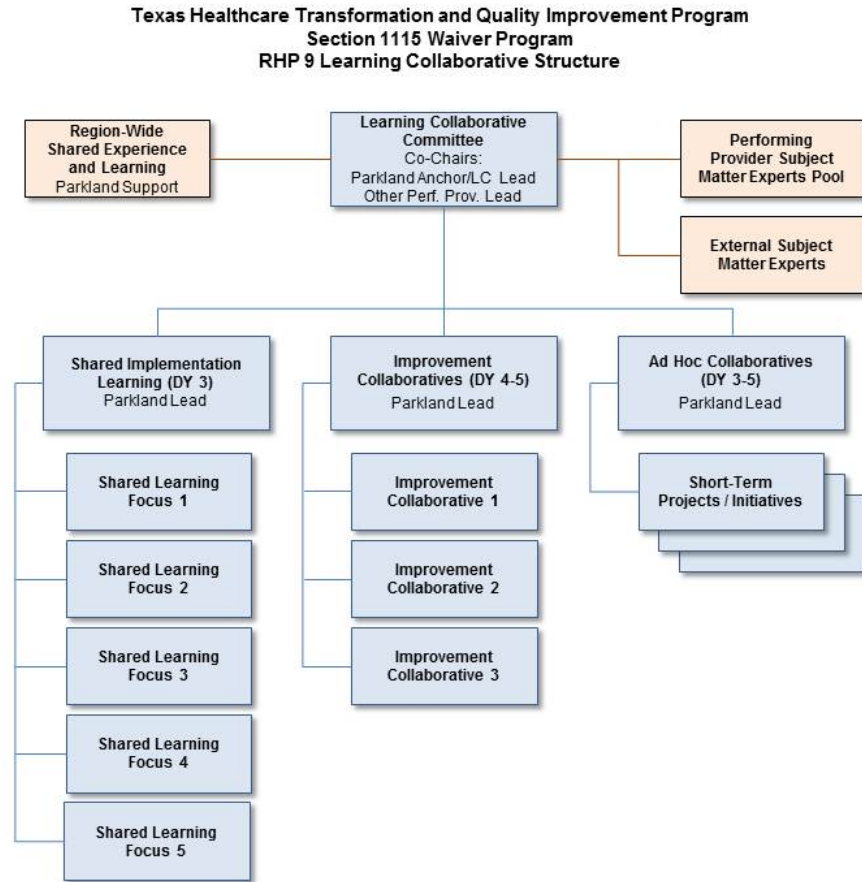 Texas Healthcare Transformation and Quality Improvement Program
Section 1115 Waiver Program
RHP 9 Learning Collaborative Structure
Region-Wide
Shared Experience
and Learning
Parkland Support
Learning Collaborative
Committee
Co-Chairs:
Parkland Anchor/LC Lead
Other Perf. Prov. Lead
Performing
Provider Subject
Matter Experts Pool
External Subject
Matter Experts
Shared Implementation
Learning (DY 3)
Parkland Lead
Improvement
Collaboratives (DY 4-5)
Parkland Lead
Ad Hoc Collaboratives
(DY 3-5)
Parkland Lead
Shared Learning
Focus 1
Shared Learning
Focus 2
Shared Learning
Focus 3
Shared Learning
Focus 4
Shared Learning
Focus 5
Improvement
Collaborative 1
Improvement
Collaborative 2
Improvement
Collaborative 3
Short-Term
Projects / Initiatives